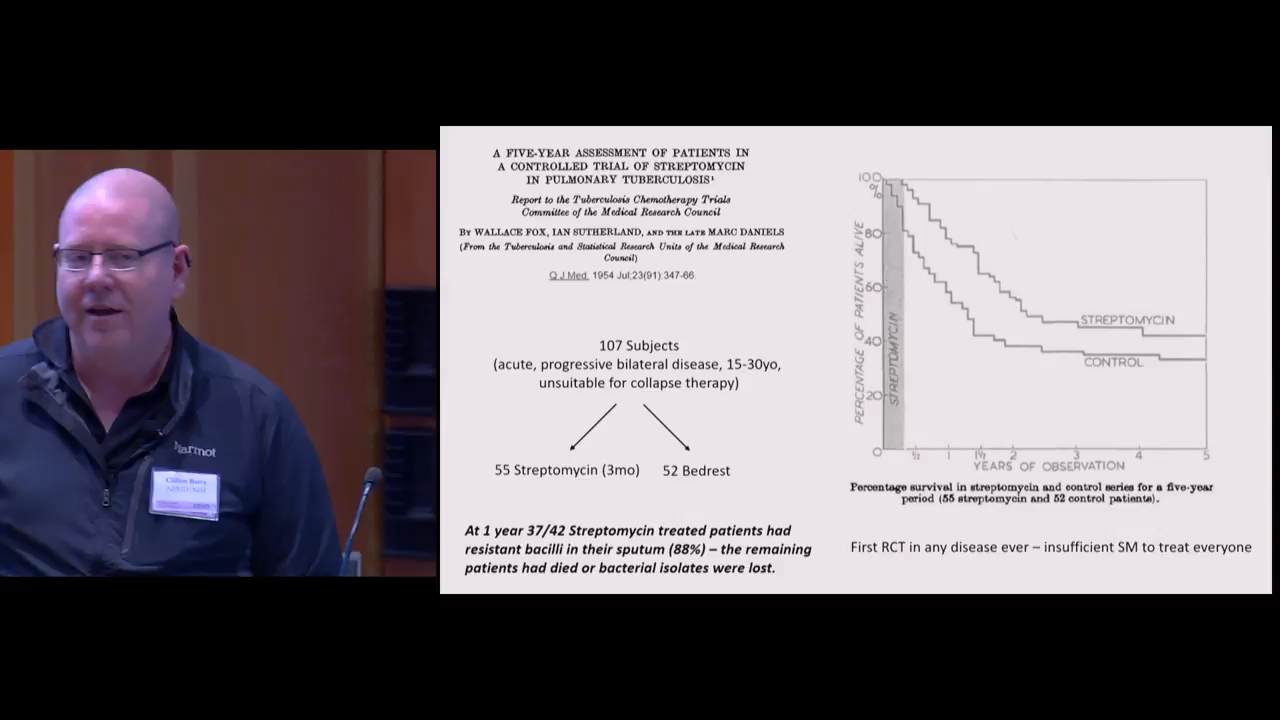 Marmot
Clifton Barry
A FIVE-YEAR ASSESSMENT OF PATIENTS IN
A CONTROLLED TRIAL OF STREPTOMYCIN
IN PULMONARY TUBERCULOSIS¹
Report to the Tuberculosis Chemotherapy Trials
Committee of the Medical Research Council
BY WALLACE FOX, IAN SUTHERLAND, AND THE LATE MARC DANIELS
(From the Tuberculosis and Statistical Research Units of the Medical Research
Council)
Q J Med. 1954 Jul;23(91):347-66.
107 Subjects
(acute, progressive bilateral disease, 15-30yo,
unsuitable for collapse therapy)
55 Streptomycin (3mo) 52 Bedrest
At 1 year 37/42 Streptomycin treated patients had
resistant bacilli in their sputum (88%) – the remaining
patients had died or bacterial isolates were lost.
PERCENTAGE OF PATIENTS ALIVE
100
%
80
60
40
20
0
STREPTOMYCIN
STREPTOMYCIN
CONTROL
½ 1 1½ 2 3 4 5
YEARS OF OBSERVATION
Percentage survival in streptomycin and control series for a five-year
period (55 streptomycin and 52 control patients).
First RCT in any disease ever – insufficient SM to treat everyone